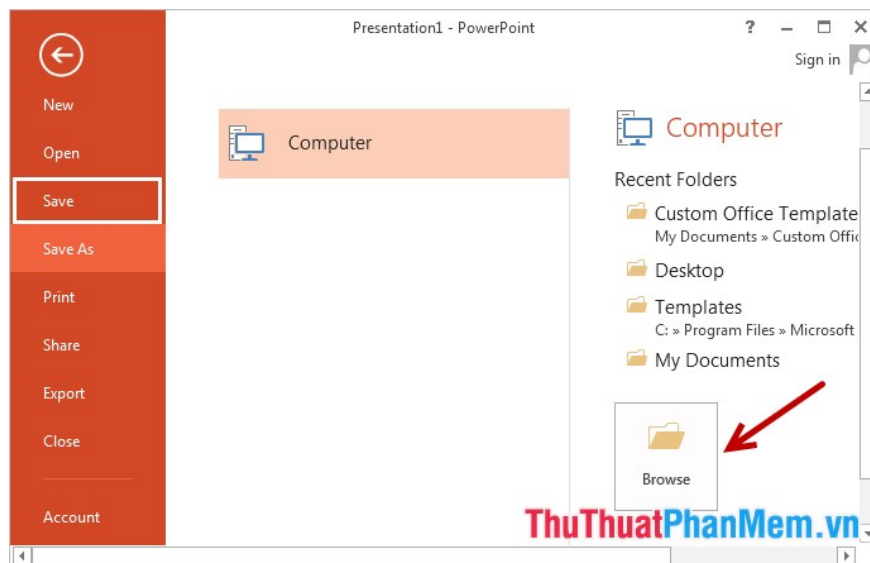 Presentation1 - PowerPoint
?
Sign in
New
Open
Save
Save As
Print
Share
Export
Close
Account
Computer
Computer
Recent Folders
Custom Office Template
My Documents » Custom Offic
Desktop
Templates
C: » Program Files » Microsoft
My Documents
Browse
ThuThuatPhanMem.vn